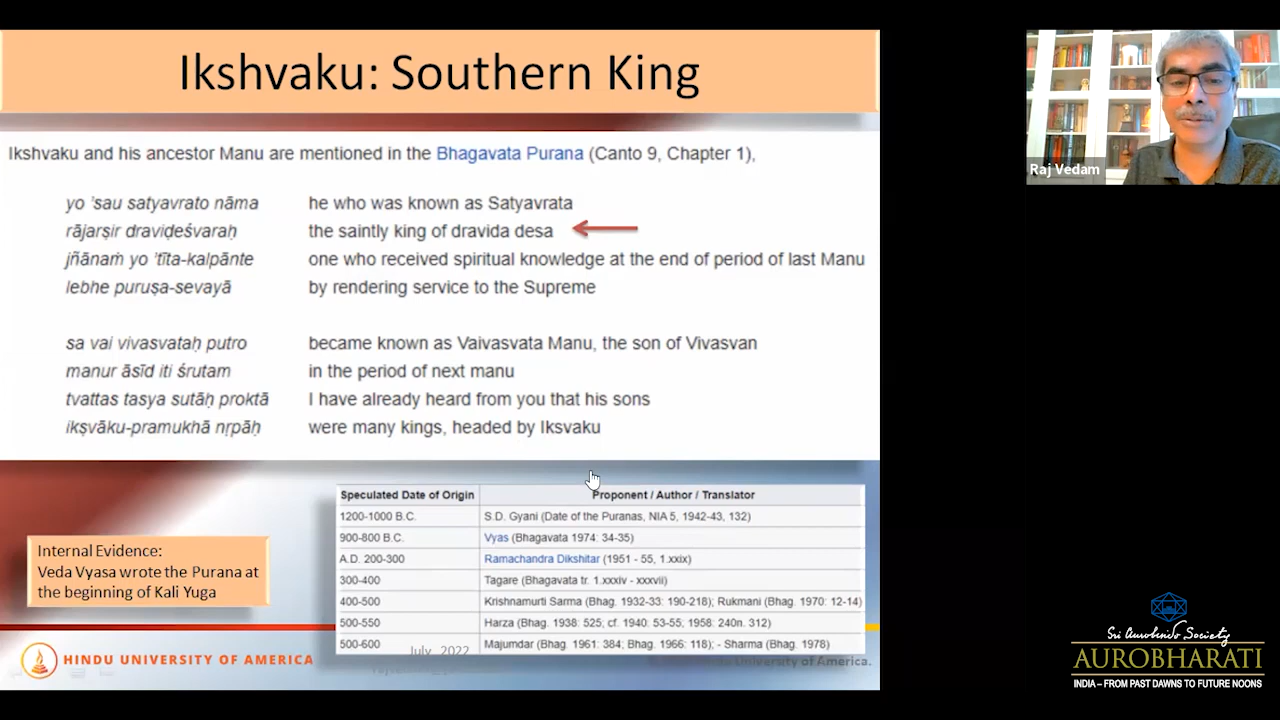 Ikshvaku: Southern King
Ikshvaku and his ancestor Manu are mentioned in the Bhagavata Purana (Canto 9, Chapter 1),
yo 'sau satyavrato nāma he who was known as Satyavrata
rājarṣir draviḍeśvaraḥ the saintly king of dravida desa
jñānaṁ yo 'tīta-kalpānte one who received spiritual knowledge at the end of period of last Manu
lebhe puruṣa-sevayā by rendering service to the Supreme
sa vai vivasvataḥ putro became known as Vaivasvata Manu, the son of Vivasvan
manur āsīd iti śrutam in the period of next manu
tvattas tasya sutāḥ proktā I have already heard from you that his sons
ikṣvāku-pramukhā nṛpāḥ were many kings, headed by Iksvaku
Speculated Date of Origin Proponent / Author / Translator
1200-1000 B.C. S.D. Gyani (Date of the Puranas, NIA 5, 1942-43, 132)
900-800 B.C. Vyas (Bhagavata 1974: 34-35)
A.D. 200-300 Ramachandra Dikshitar (1951 - 55, 1.xxix)
300-400 Tagare (Bhagavata tr. 1.xxxiv - xxxvii)
400-500 Krishnamurti Sarma (Bhag. 1932-33: 190-218); Rukmani (Bhag. 1970: 12-14)
500-550 Harza (Bhag. 1938: 525; cf. 1940: 53-55; 1958: 240n. 312)
500-600 Majumdar (Bhag. 1961: 384; Bhag. 1966: 118); - Sharma (Bhag. 1978)
Internal Evidence:
Veda Vyasa wrote the Purana at
the beginning of Kali Yuga
HINDU UNIVERSITY OF AMERICA
July, 2022
University of America.
Raj Vedam
Sri Aurobindo Society
AUROBHARATI
INDIA – FROM PAST DAWNS TO FUTURE NOONS